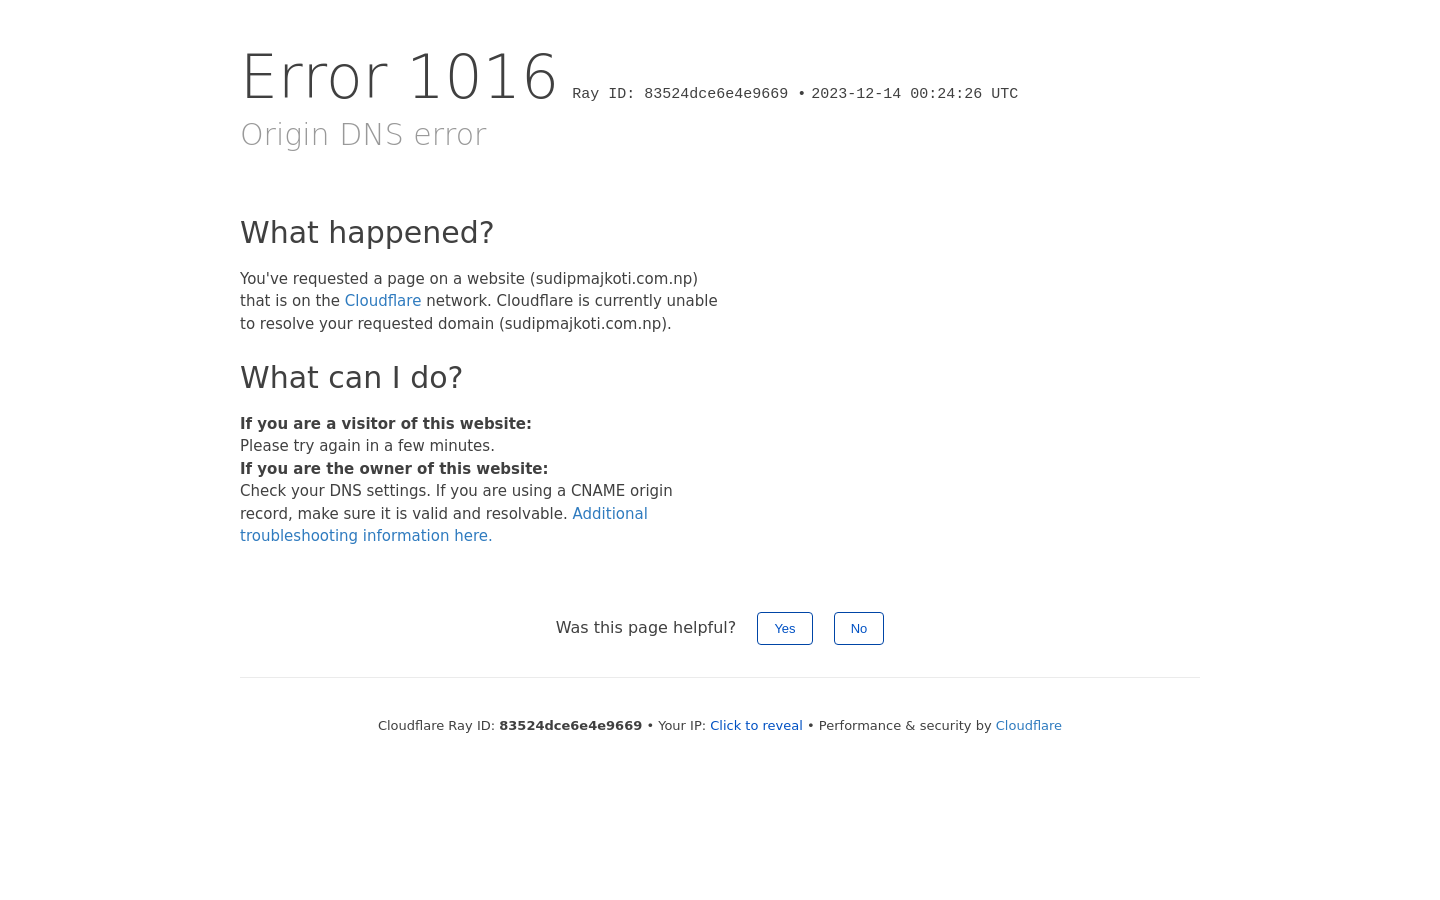 Error 1016 Ray ID: 83524dce6e4e9669 • 2023-12-14 00:24:26 UTC
Origin DNS error
What happened?
You've requested a page on a website (sudipmajkoti.com.np)
that is on the Cloudflare network. Cloudflare is currently unable
to resolve your requested domain (sudipmajkoti.com.np).
What can I do?
If you are a visitor of this website:
Please try again in a few minutes.
If you are the owner of this website:
Check your DNS settings. If you are using a CNAME origin
record, make sure it is valid and resolvable. Additional
troubleshooting information here.
Was this page helpful? Yes No
Cloudflare Ray ID: 83524dce6e4e9669 • Your IP: Click to reveal • Performance & security by Cloudflare